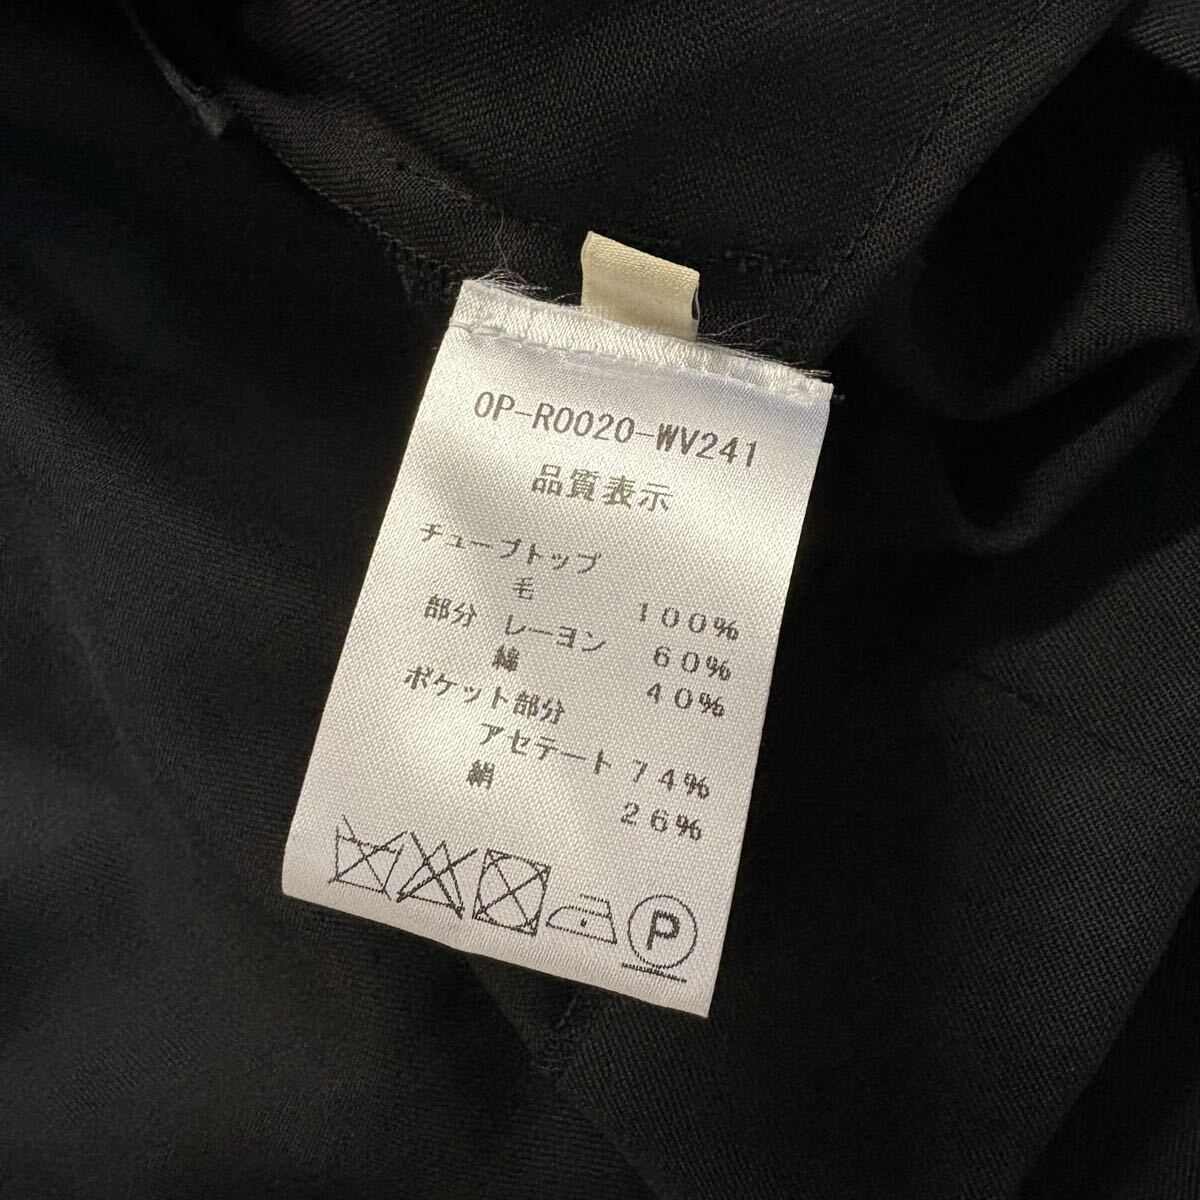 OP-R0020-WV241
品質表示
チューブトップ
毛 100%
部分 レーヨン 60%
綿 40%
ポケット部分
アセテート 74%
絹 26%
P